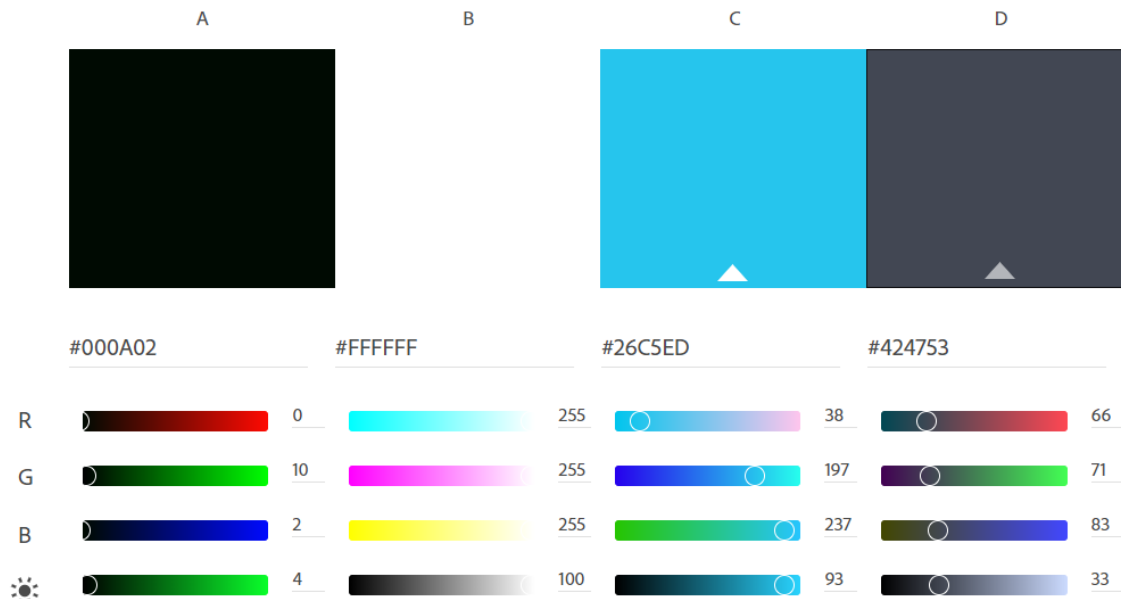 A B C D
#000A02 #FFFFFF #26C5ED #424753
R 0 255 38 66
G 10 255 197 71
B 2 255 237 83
4 100 93 33